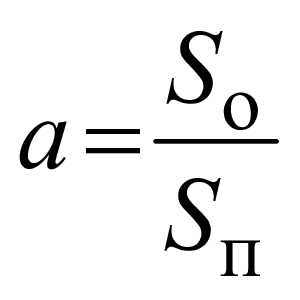 a = Sо / Sп